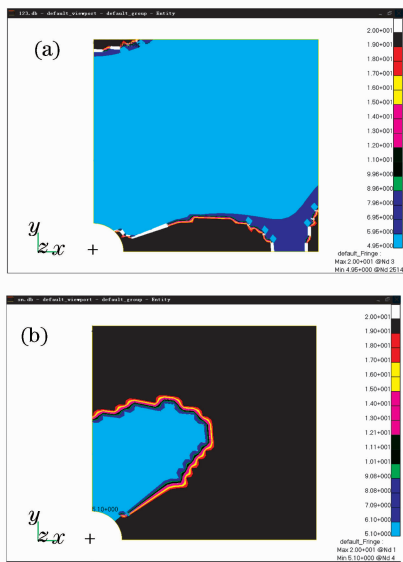 123.db - default_viewport - default_group - Entity
(a)
2.00+001
1.90+001
1.80+001
1.70+001
1.60+001
1.50+001
1.40+001
1.30+001
1.20+001
1.10+001
9.96+000
8.96+000
7.96+000
6.95+000
5.95+000
4.95+000
y
z x +
default_Fringe :
Max 2.00+001 @Nd 3
Min 4.95+000 @Nd 2514
sn.db - default_viewport - default_group - Entity
(b)
2.00+001
1.90+001
1.80+001
1.70+001
1.60+001
1.50+001
1.40+001
1.31+001
1.21+001
1.11+001
1.01+001
9.08+000
8.09+000
7.09+000
6.10+000
5.10+000
5.10+000
y
z x +
default_Fringe :
Max 2.00+001 @Nd 1
Min 5.10+000 @Nd 4